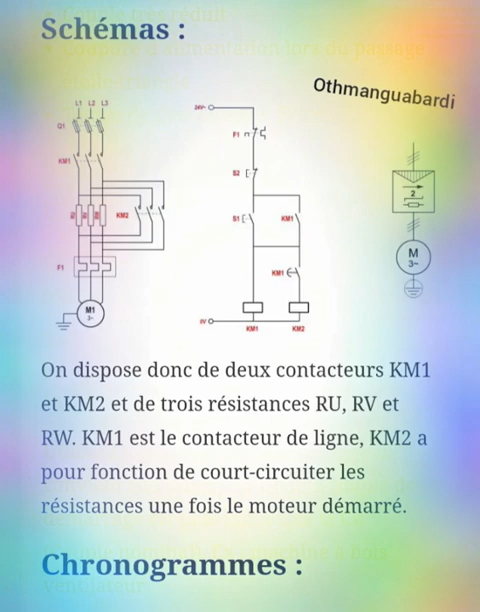 Schémas :
Othmanguabardi
L1 L2 L3
Q1
KM1
KM2
F1
M1
3~
24V~
F1
S2
S1
KM1
KM1
0V
KM1
KM2
2
M
3~
On dispose donc de deux contacteurs KM1
et KM2 et de trois résistances RU, RV et
RW. KM1 est le contacteur de ligne, KM2 a
pour fonction de court-circuiter les
résistances une fois le moteur démarré.
Chronogrammes :